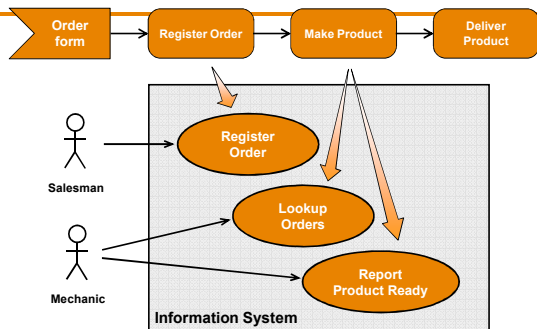 Order
form
Register Order
Make Product
Deliver
Product
Register
Order
Salesman
Lookup
Orders
Mechanic
Report
Product Ready
Information System